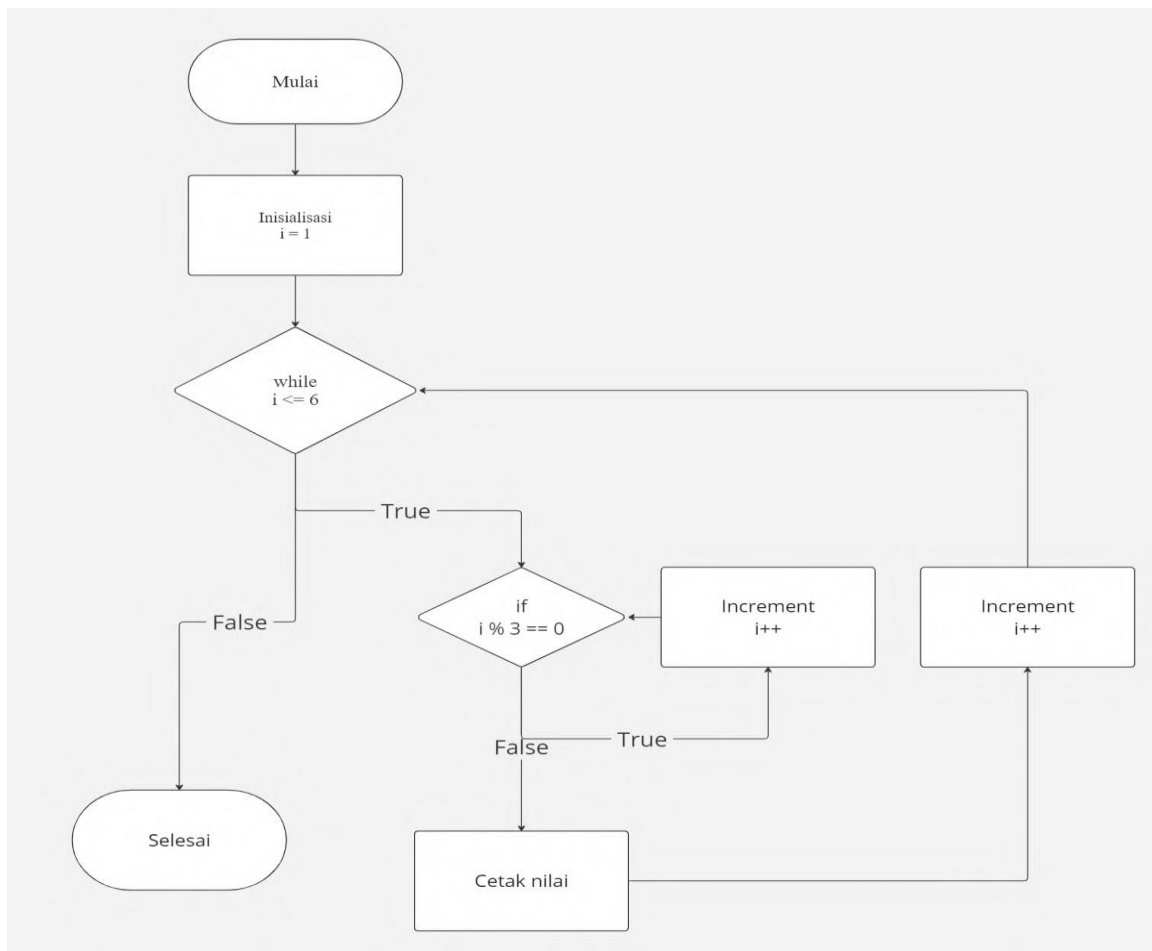 Mulai
Inisialisasi
i = 1
while
i <= 6
True
False
if
i % 3 == 0
Increment
i++
Increment
i++
False
True
Selesai
Cetak nilai